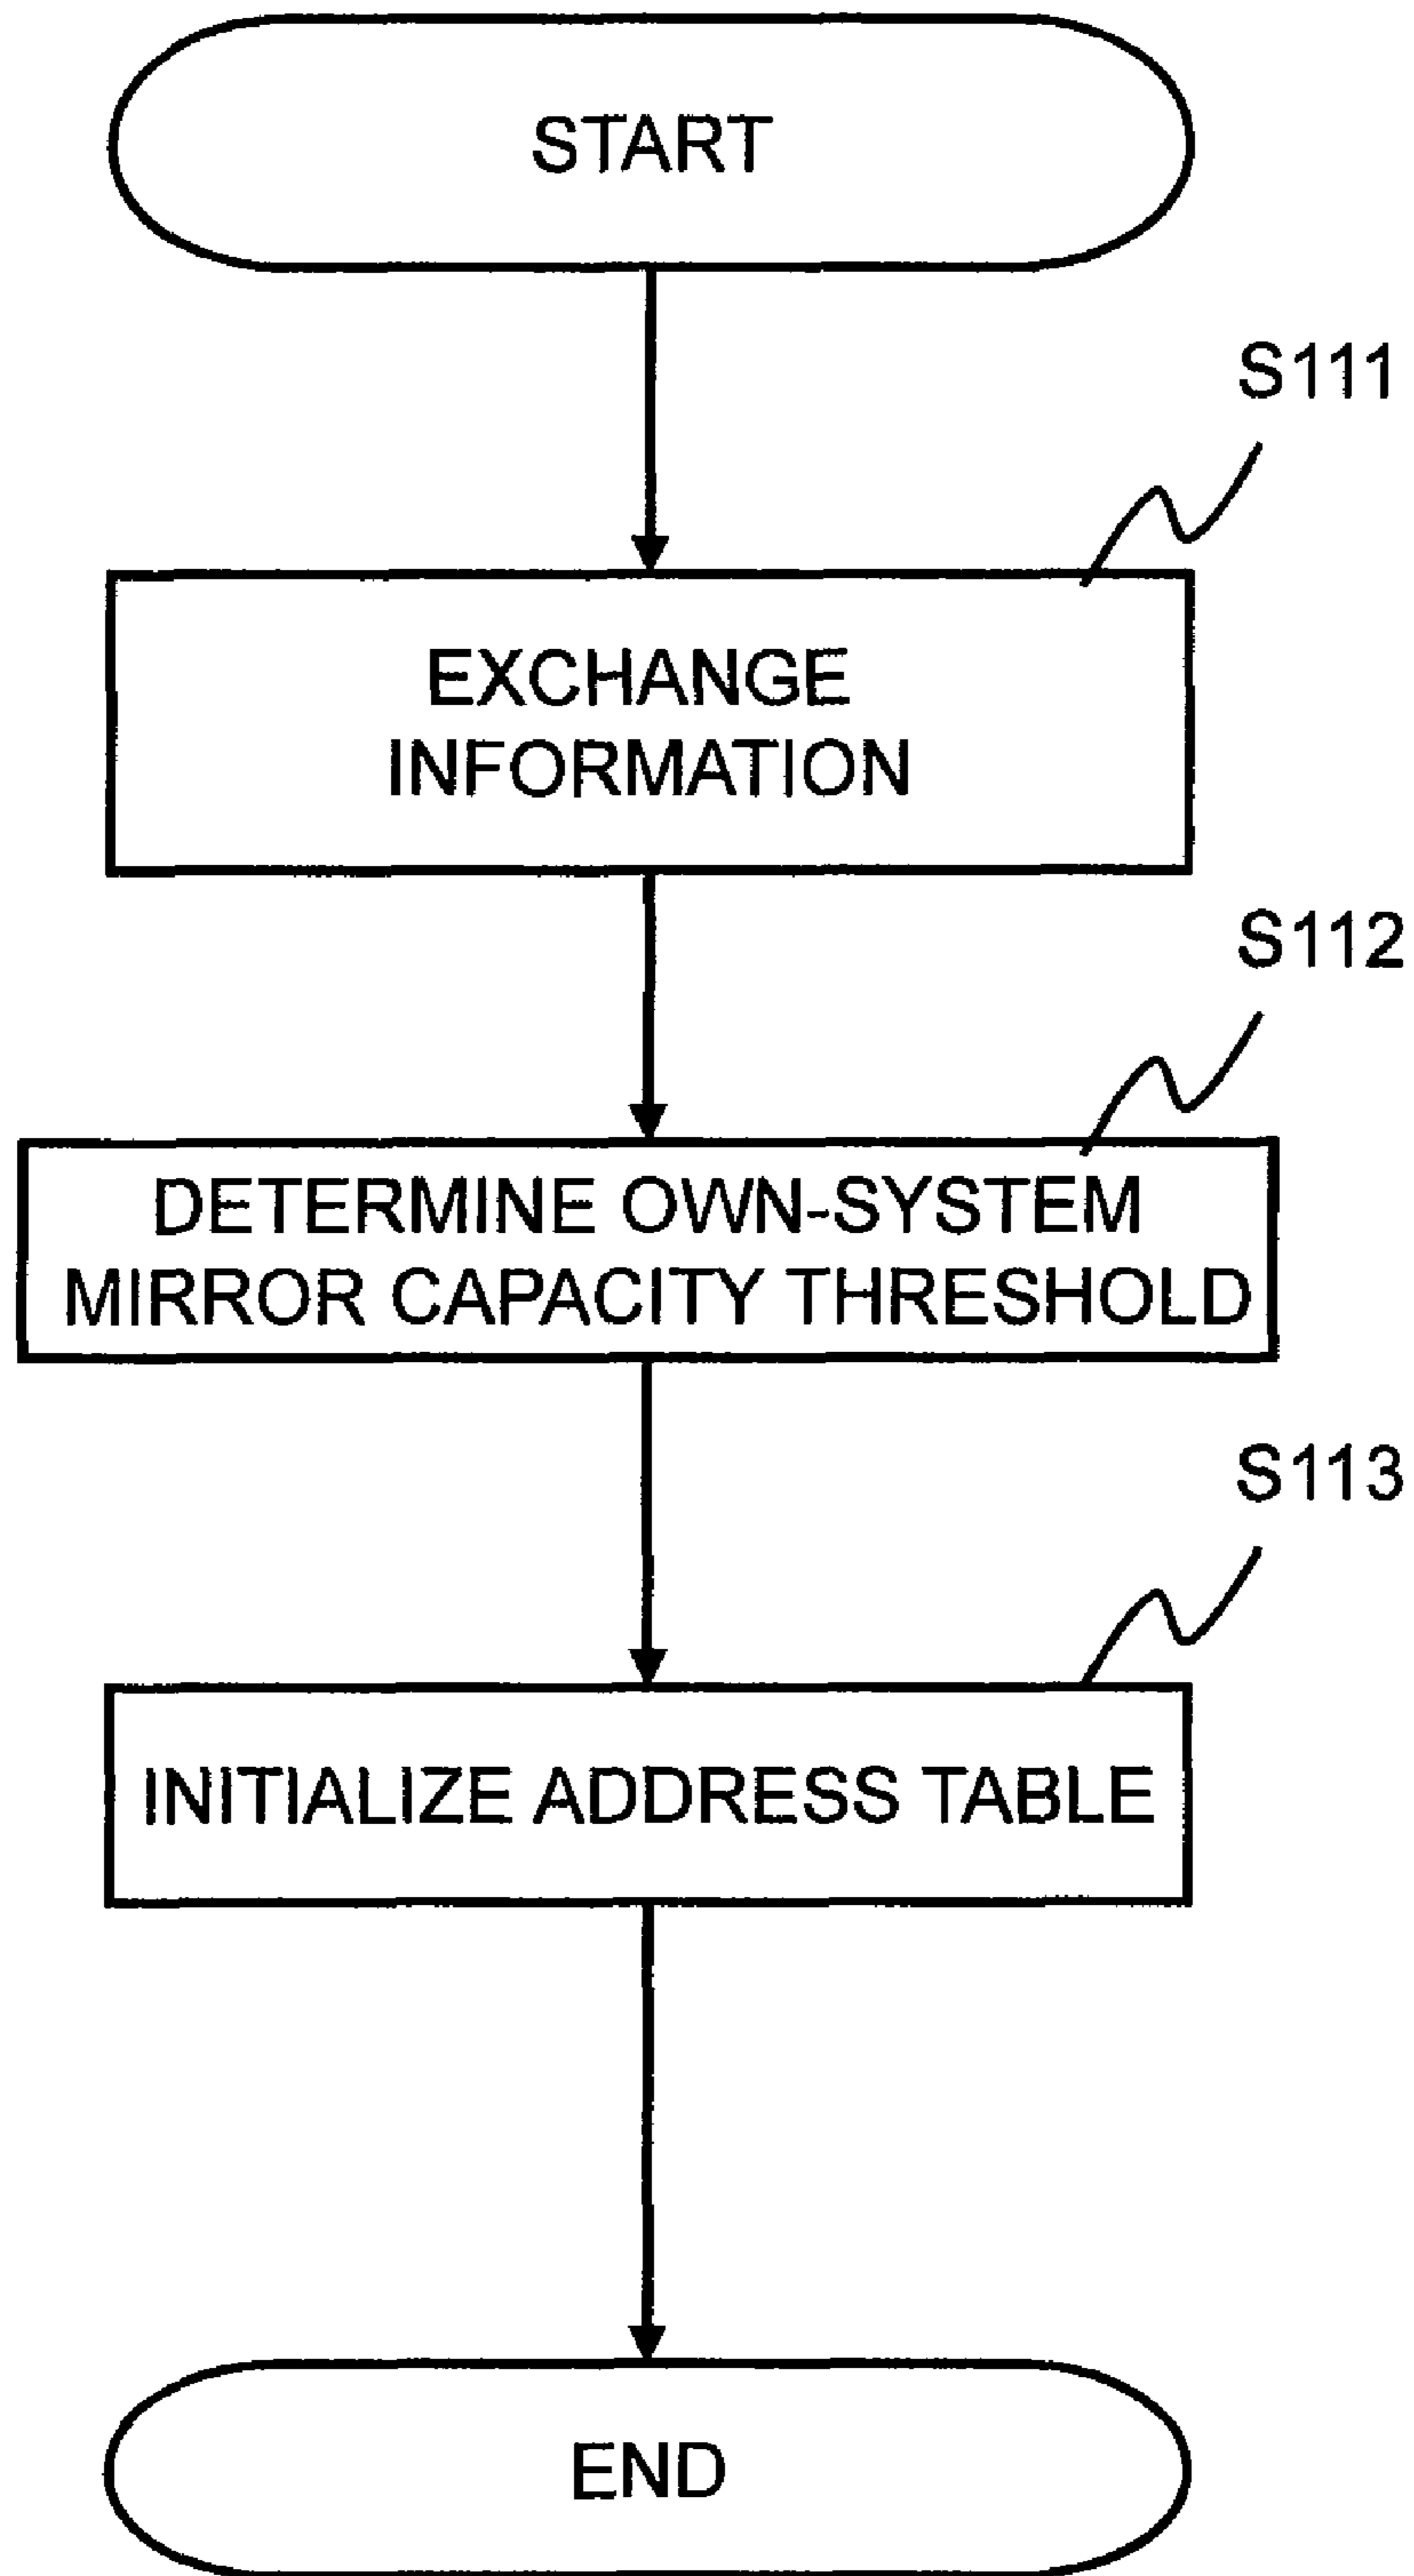 START
S111
EXCHANGE
INFORMATION
S112
DETERMINE OWN-SYSTEM
MIRROR CAPACITY THRESHOLD
S113
INITIALIZE ADDRESS TABLE
END